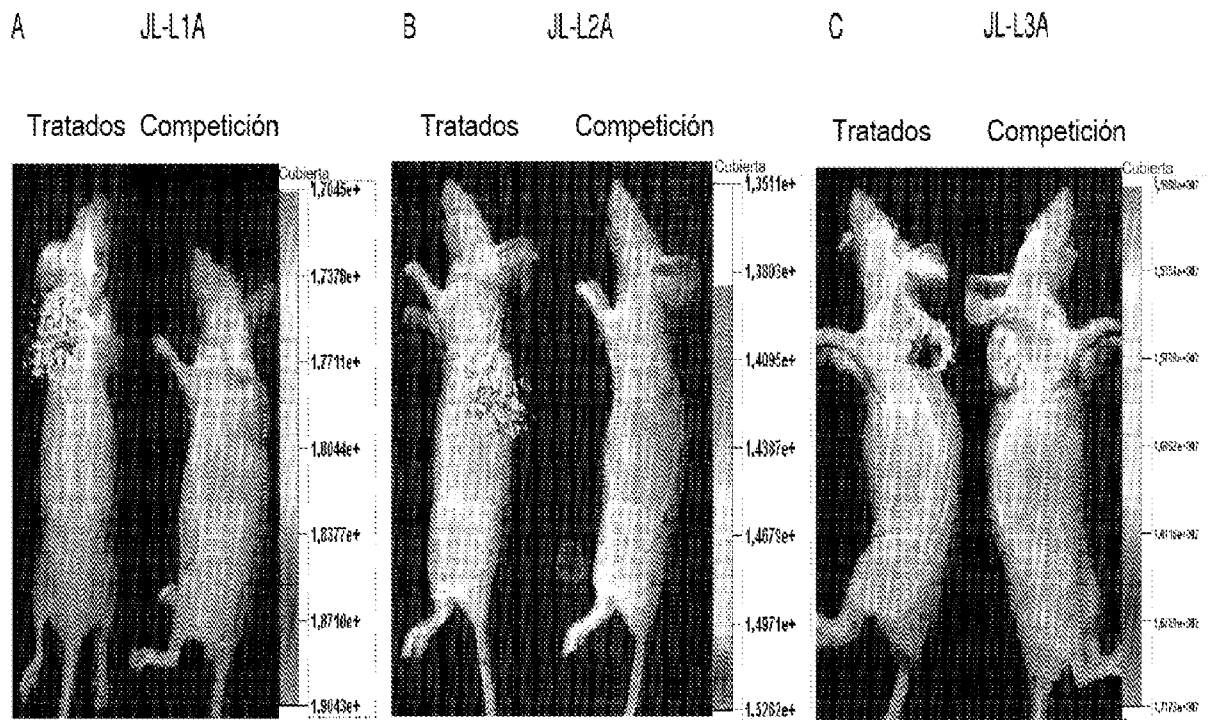 A JL-L1A B JL-L2A C JL-L3A
Tratados Competición Tratados Competición Tratados Competición
Cubierta Cubierta Cubierta
1,7045e+ 1,3511e+
1,7378e+ 1,3803e+
1,7711e+ 1,4095e+
1,8044e+ 1,4387e+
1,8377e+ 1,4679e+
1,8710e+ 1,4971e+
1,9043e+ 1,5262e+